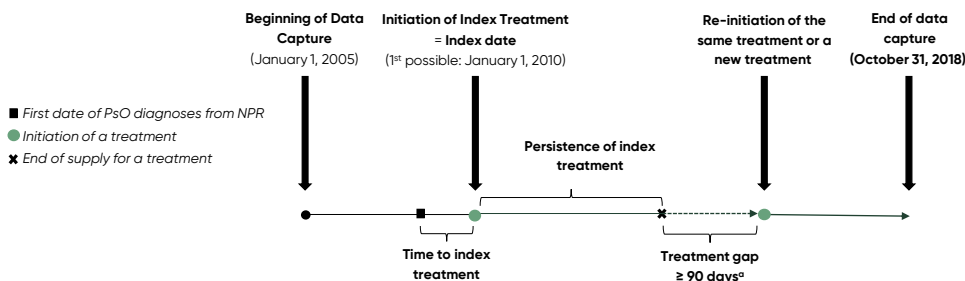 Beginning of Data
Capture
(January 1, 2005)
Initiation of Index Treatment
= Index date
(1st possible: January 1, 2010)
Re-initiation of the
same treatment or a
new treatment
End of data
capture
(October 31, 2018)
First date of PsO diagnoses from NPR
Initiation of a treatment
End of supply for a treatment
Persistence of index
treatment
Time to index
treatment
Treatment gap
≥ 90 daysᵃ